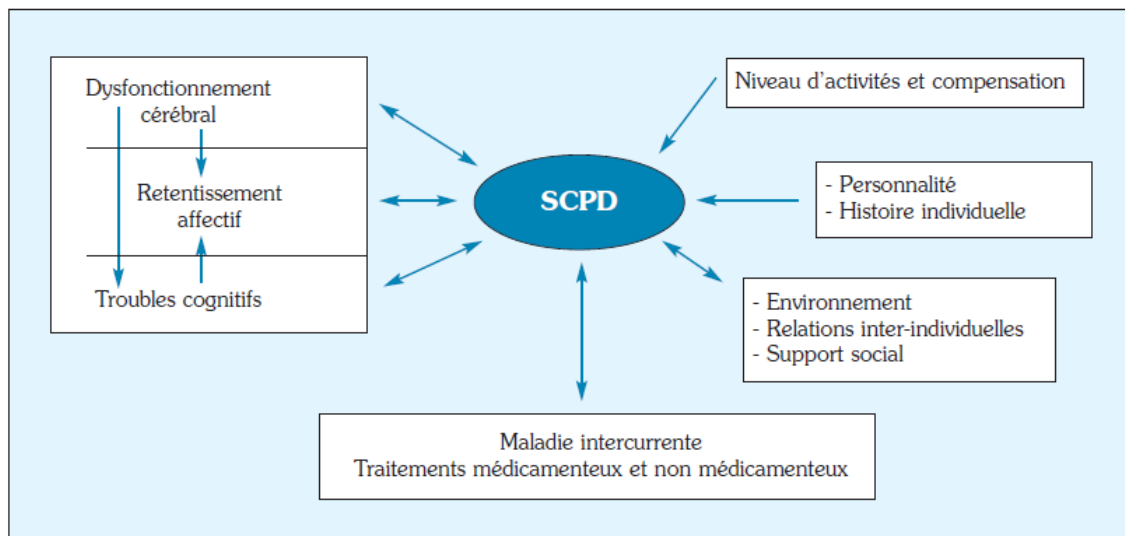 Dysfonctionnement
cérébral
Retentissement
affectif
Troubles cognitifs
SCPD
Niveau d'activités et compensation
- Personnalité
- Histoire individuelle
- Environnement
- Relations inter-individuelles
- Support social
Maladie intercurrente
Traitements médicamenteux et non médicamenteux